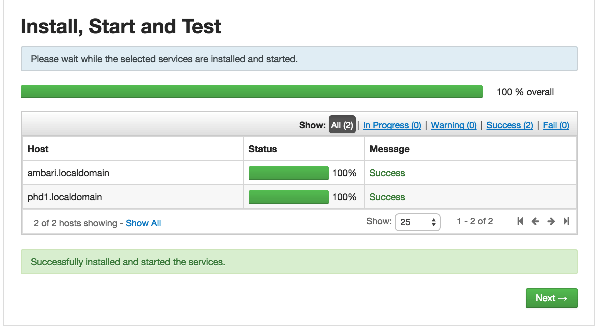 Install, Start and Test
Please wait while the selected services are installed and started.
100 % overall
Show: All (2) | In Progress (0) | Warning (0) | Success (2) | Fail (0)
Host Status Message
ambari.localdomain 100% Success
phd1.localdomain 100% Success
2 of 2 hosts showing - Show All Show: 25 1 - 2 of 2
Successfully installed and started the services.
Next →